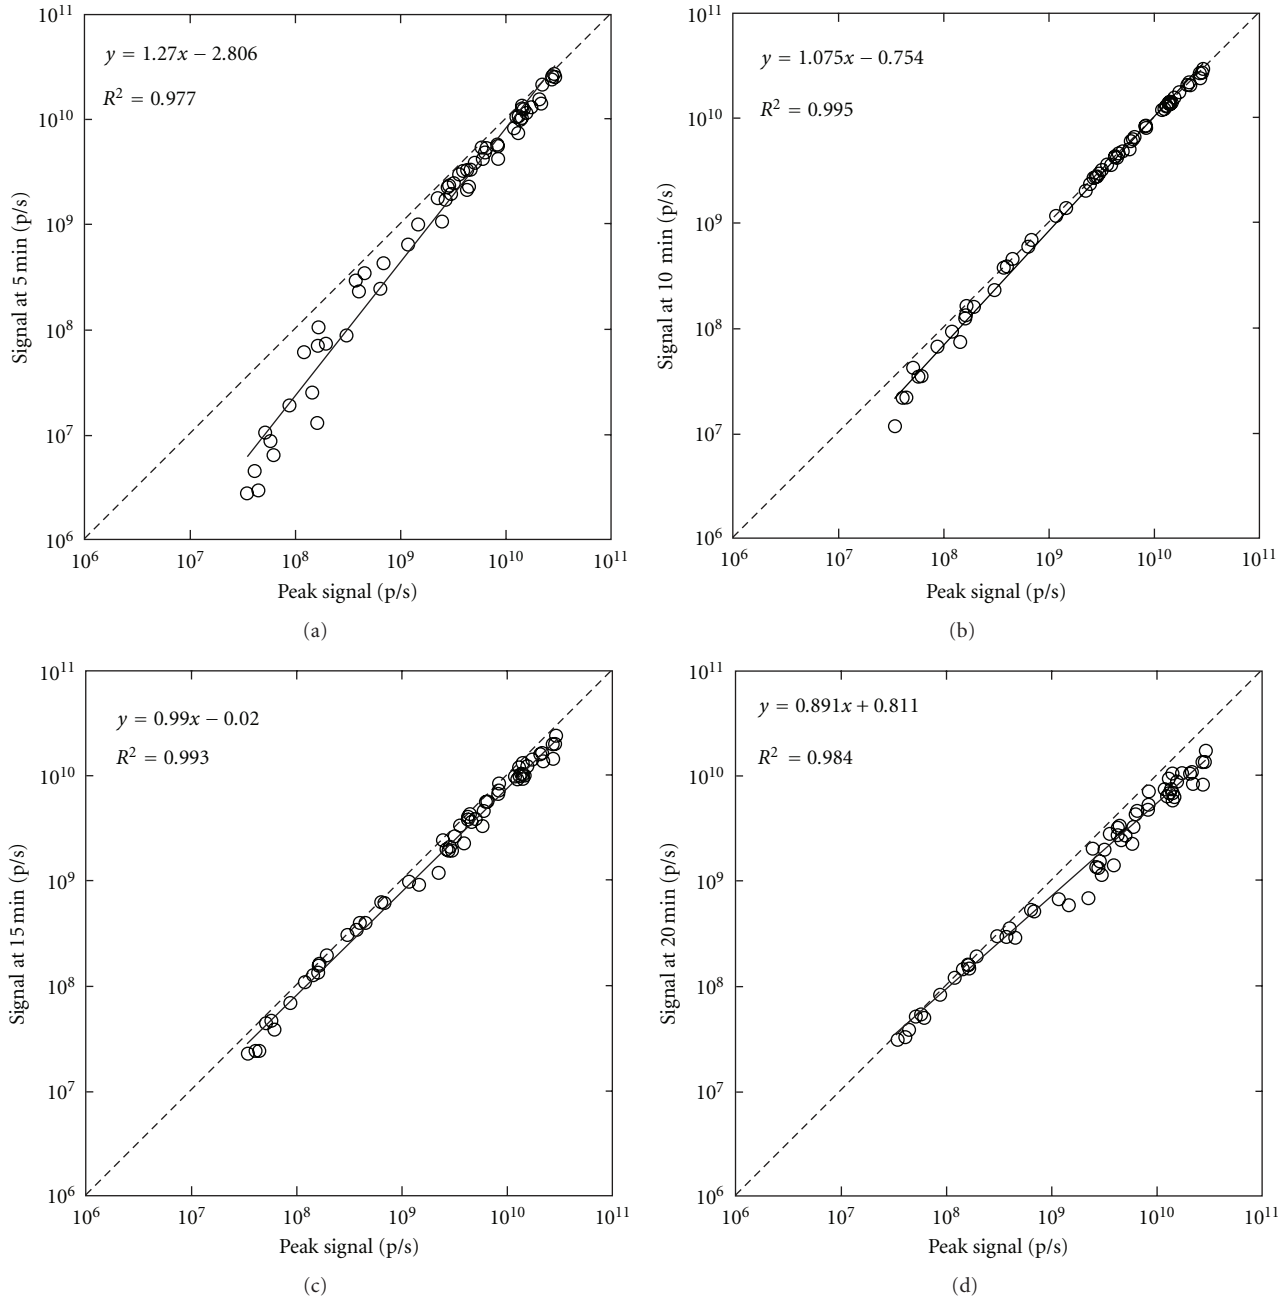 y = 1.27x − 2.806
R² = 0.977
Signal at 5 min (p/s)
10¹¹
10¹⁰
10⁹
10⁸
10⁷
10⁶
10⁶ 10⁷ 10⁸ 10⁹ 10¹⁰ 10¹¹
Peak signal (p/s)
(a)
y = 1.075x − 0.754
R² = 0.995
Signal at 10 min (p/s)
10¹¹
10¹⁰
10⁹
10⁸
10⁷
10⁶
10⁶ 10⁷ 10⁸ 10⁹ 10¹⁰ 10¹¹
Peak signal (p/s)
(b)
y = 0.99x − 0.02
R² = 0.993
Signal at 15 min (p/s)
10¹¹
10¹⁰
10⁹
10⁸
10⁷
10⁶
10⁶ 10⁷ 10⁸ 10⁹ 10¹⁰ 10¹¹
Peak signal (p/s)
(c)
y = 0.891x + 0.811
R² = 0.984
Signal at 20 min (p/s)
10¹¹
10¹⁰
10⁹
10⁸
10⁷
10⁶
10⁶ 10⁷ 10⁸ 10⁹ 10¹⁰ 10¹¹
Peak signal (p/s)
(d)